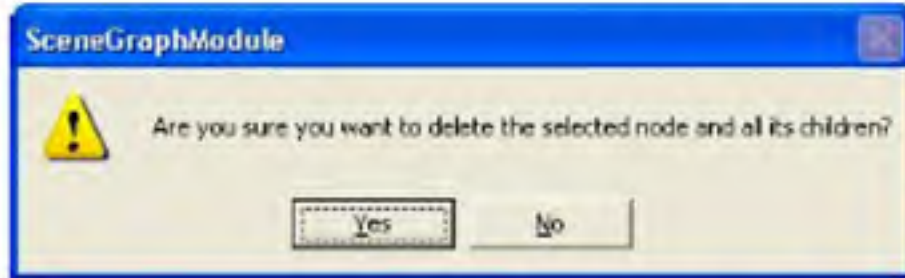 SceneGraphModule
Are you sure you want to delete the selected node and all its children?
Yes
No